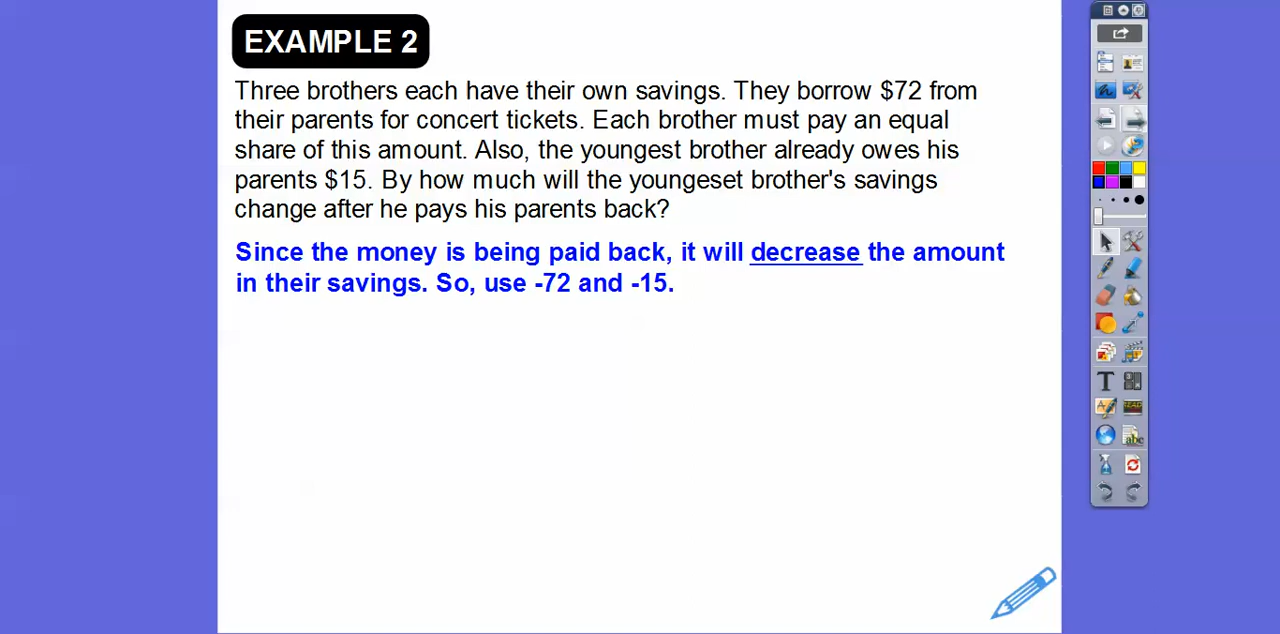 EXAMPLE 2
Three brothers each have their own savings. They borrow $72 from
their parents for concert tickets. Each brother must pay an equal
share of this amount. Also, the youngest brother already owes his
parents $15. By how much will the youngeset brother's savings
change after he pays his parents back?
Since the money is being paid back, it will decrease the amount
in their savings. So, use -72 and -15.